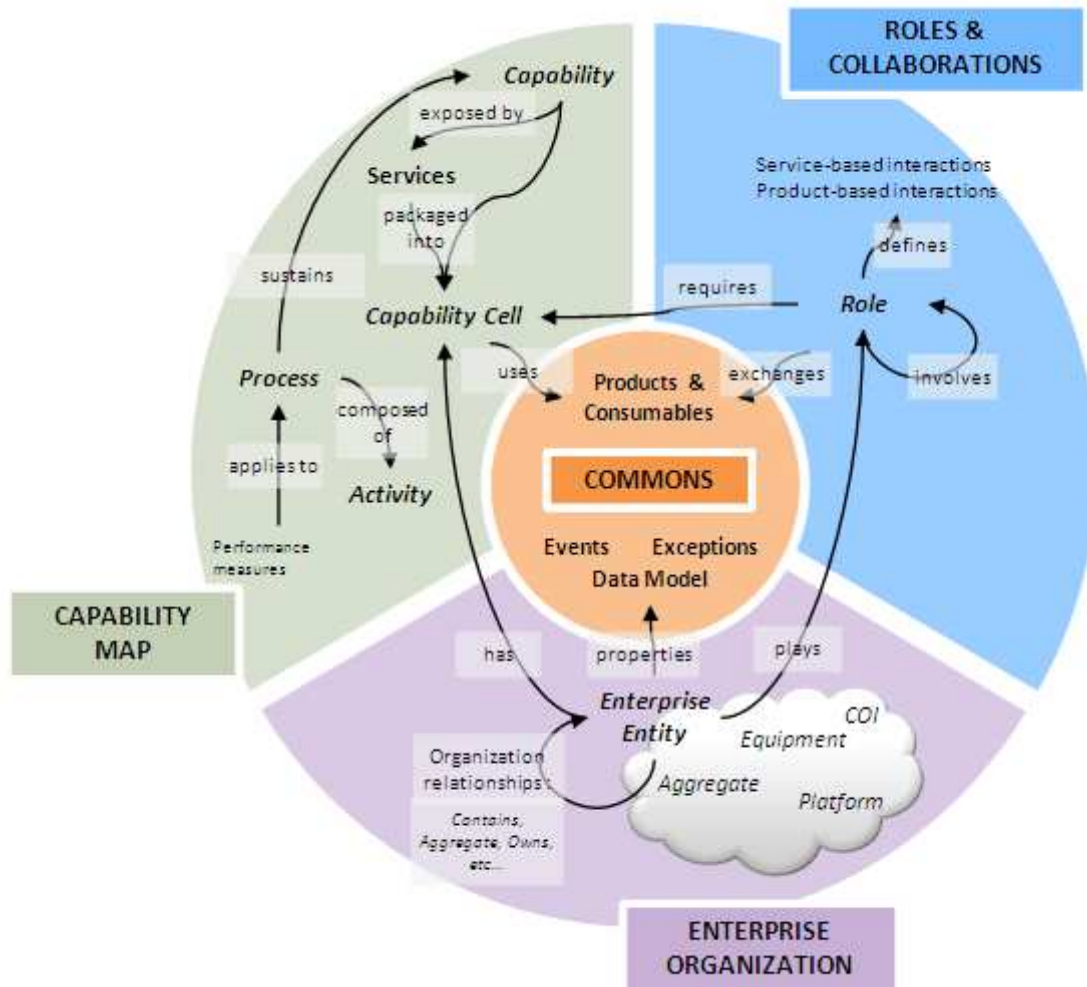 ROLES &
COLLABORATIONS
Capability
exposed by
Services
packaged
into
sustains
Capability Cell
Process
composed
of
applies to
Activity
Performance
measures
CAPABILITY
MAP
Service-based interactions
Product-based interactions
defines
requires
Role
involves
uses
exchanges
Products &
Consumables
COMMONS
Events Exceptions
Data Model
has
properties
plays
Enterprise
Entity
COI
Equipment
Aggregate
Platform
Organization
relationships :
Contains,
Aggregate, Owns,
etc...
ENTERPRISE
ORGANIZATION